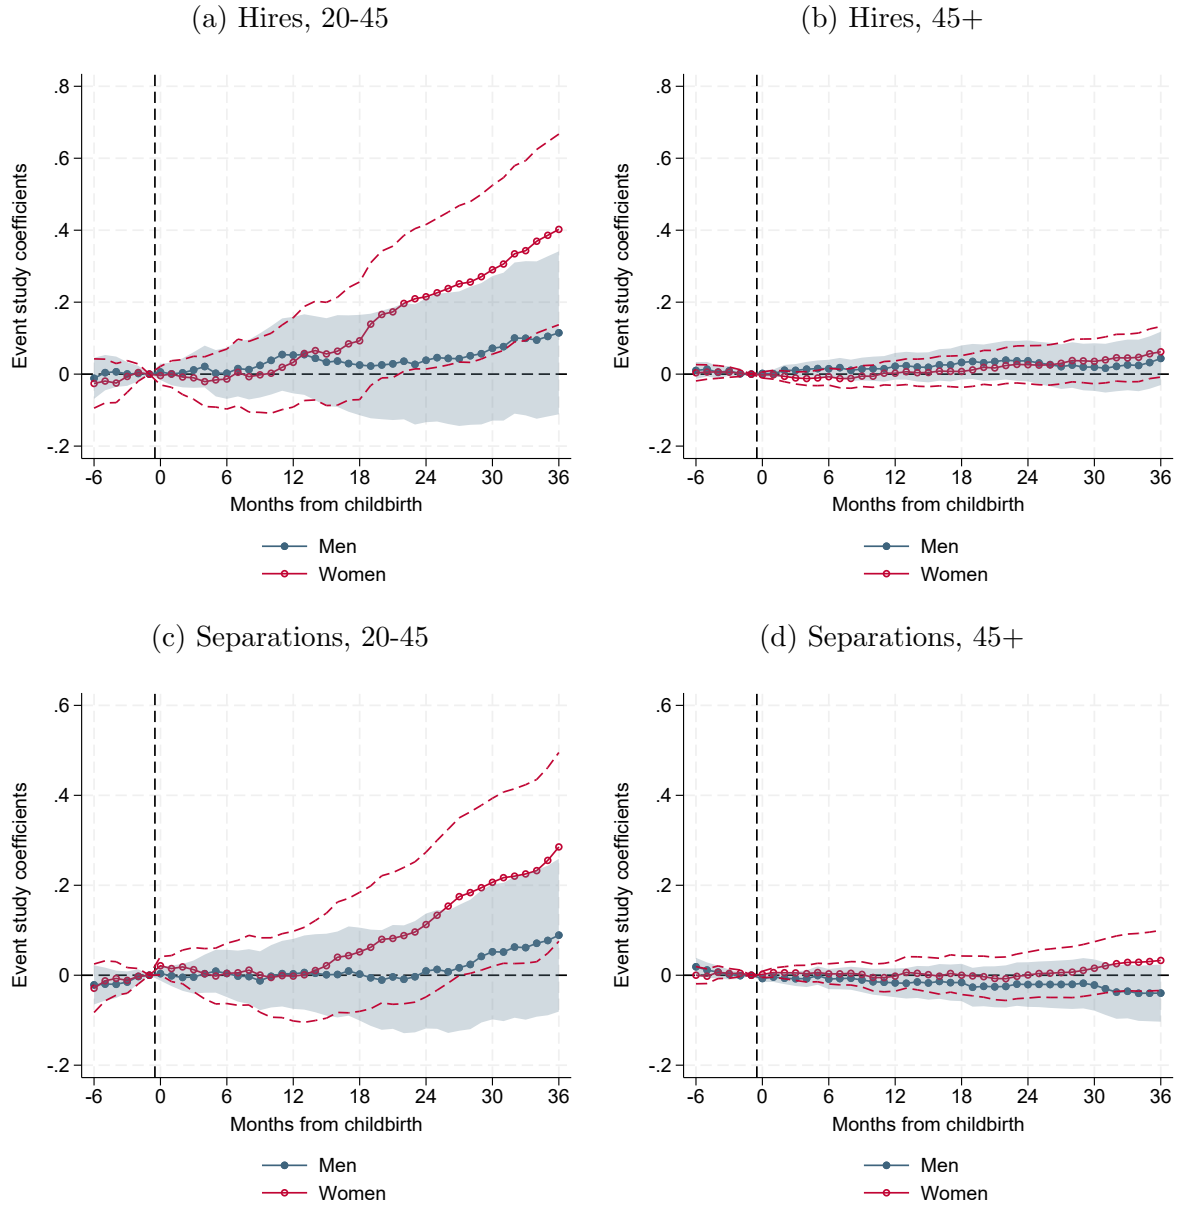 (a) Hires, 20-45
.8
.6
.4
.2
0
-.2
Event study coefficients
-6 0 6 12 18 24 30 36
Months from childbirth
Men
Women
(b) Hires, 45+
.8
.6
.4
.2
0
-.2
Event study coefficients
-6 0 6 12 18 24 30 36
Months from childbirth
Men
Women
(c) Separations, 20-45
.6
.4
.2
0
-.2
Event study coefficients
-6 0 6 12 18 24 30 36
Months from childbirth
Men
Women
(d) Separations, 45+
.6
.4
.2
0
-.2
Event study coefficients
-6 0 6 12 18 24 30 36
Months from childbirth
Men
Women